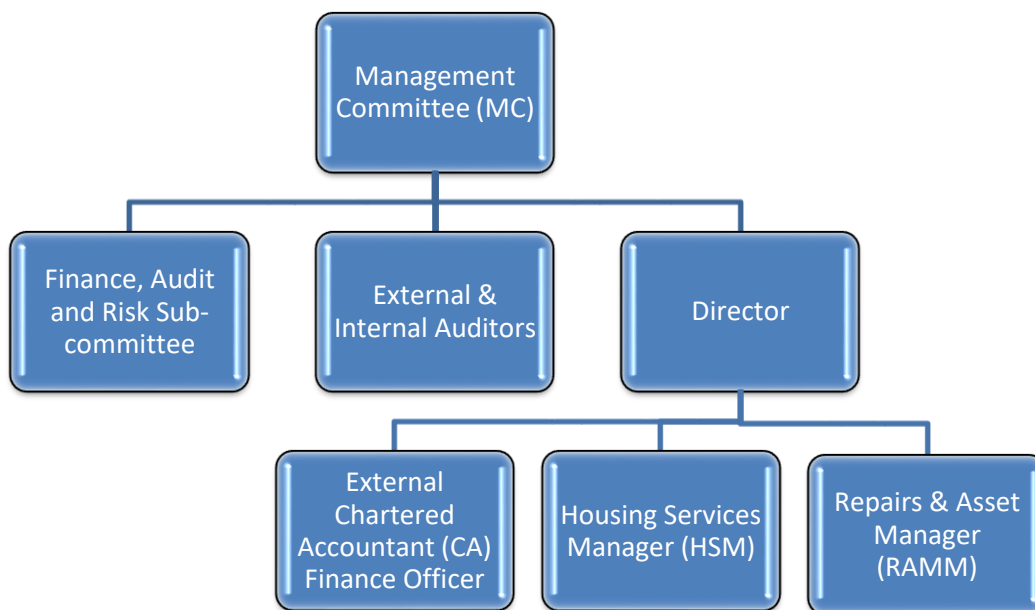 Management
Committee (MC)
Finance, Audit
and Risk Sub-
committee
External &
Internal Auditors
Director
External
Chartered
Accountant (CA)
Finance Officer
Housing Services
Manager (HSM)
Repairs & Asset
Manager
(RAMM)